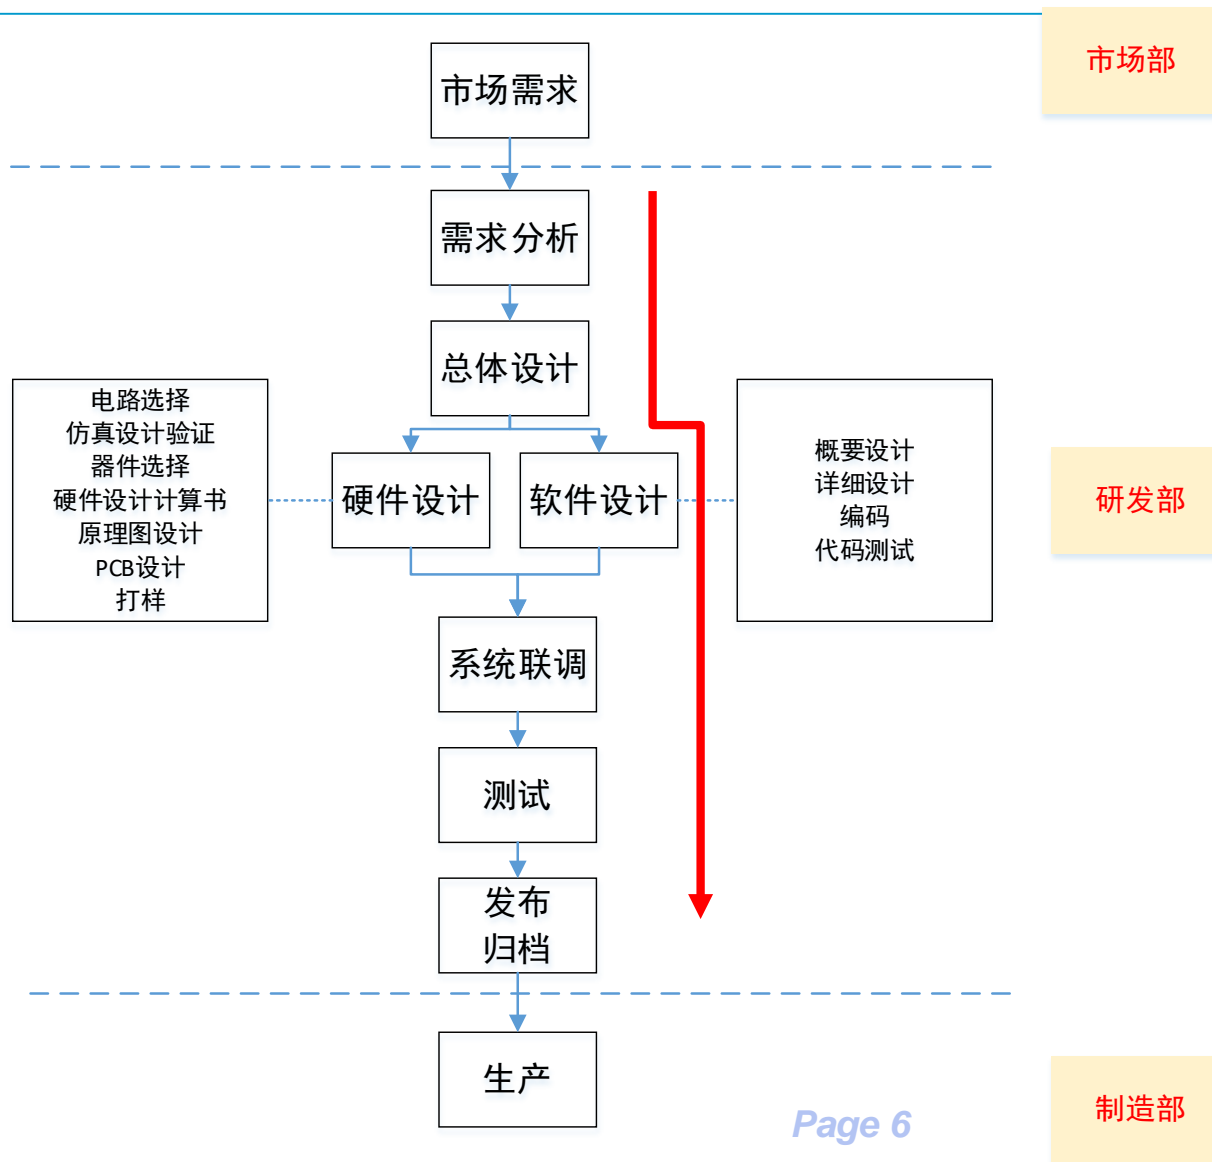 市场部
市场需求
需求分析
总体设计
电路选择
仿真设计验证
器件选择
硬件设计计算书
原理图设计
PCB设计
打样
硬件设计
软件设计
概要设计
详细设计
编码
代码测试
研发部
系统联调
测试
发布
归档
生产
制造部
Page 6